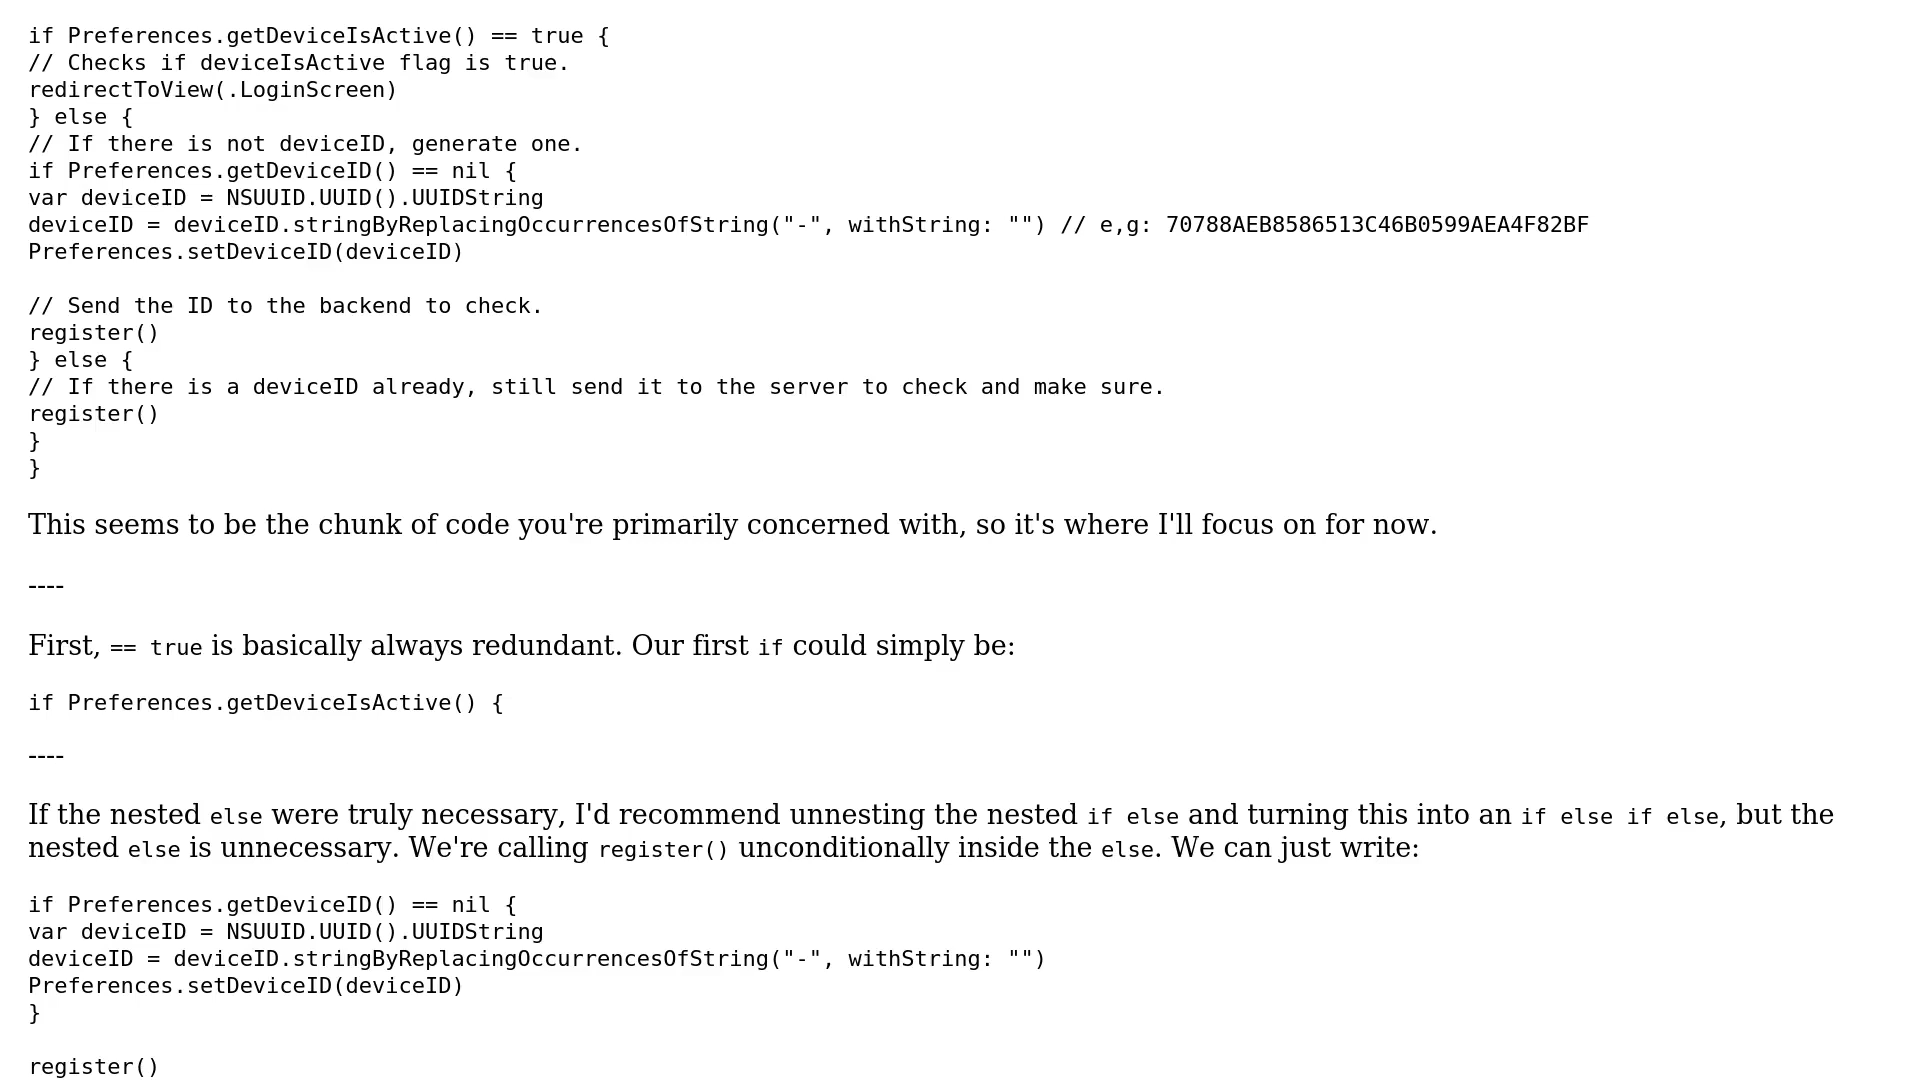 if Preferences.getDeviceIsActive() == true {
// Checks if deviceIsActive flag is true.
redirectToView(.LoginScreen)
} else {
// If there is not deviceID, generate one.
if Preferences.getDeviceID() == nil {
var deviceID = NSUUID.UUID().UUIDString
deviceID = deviceID.stringByReplacingOccurrencesOfString("-", withString: "") // e,g: 70788AEB8586513C46B0599AEA4F82BF
Preferences.setDeviceID(deviceID)

// Send the ID to the backend to check.
register()
} else {
// If there is a deviceID already, still send it to the server to check and make sure.
register()
}
}

This seems to be the chunk of code you're primarily concerned with, so it's where I'll focus on for now.

----

First, == true is basically always redundant. Our first if could simply be:

if Preferences.getDeviceIsActive() {

----

If the nested else were truly necessary, I'd recommend unnesting the nested if else and turning this into an if else if else, but the
nested else is unnecessary. We're calling register() unconditionally inside the else. We can just write:

if Preferences.getDeviceID() == nil {
var deviceID = NSUUID.UUID().UUIDString
deviceID = deviceID.stringByReplacingOccurrencesOfString("-", withString: "")
Preferences.setDeviceID(deviceID)
}

register()